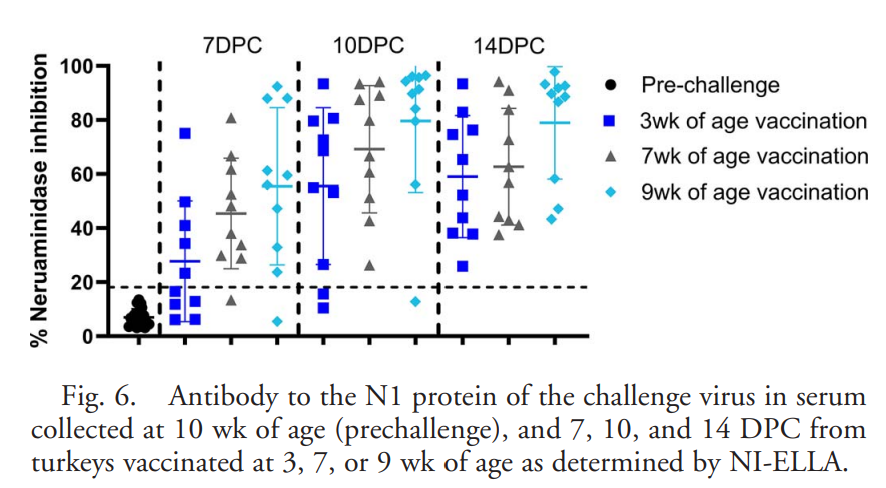 7DPC 10DPC 14DPC
% Neruaminidase inhibition
100
80
60
40
20
0
Pre-challenge
3wk of age vaccination
7wk of age vaccination
9wk of age vaccination
Fig. 6. Antibody to the N1 protein of the challenge virus in serum
collected at 10 wk of age (prechallenge), and 7, 10, and 14 DPC from
turkeys vaccinated at 3, 7, or 9 wk of age as determined by NI-ELLA.